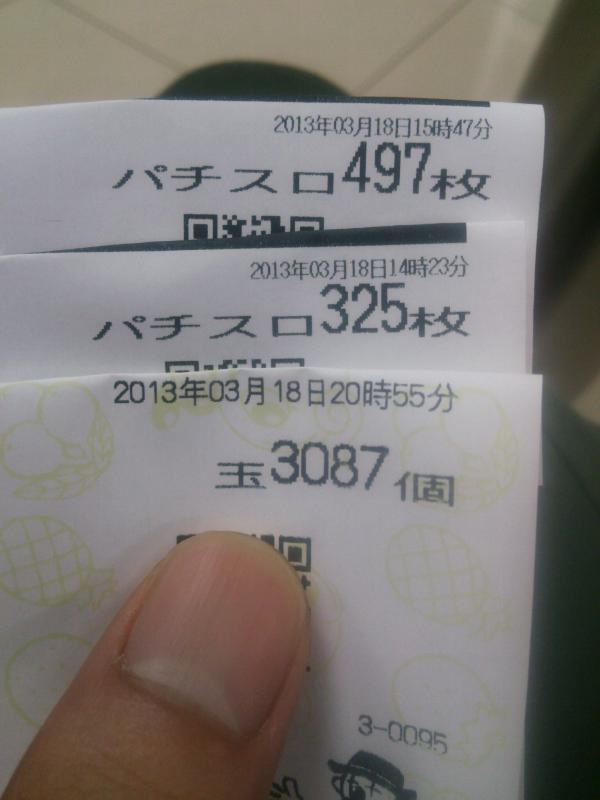 2013年03月18日15時47分
パチスロ497枚
2013年03月18日14時23分
パチスロ325枚
2013年03月18日20時55分
玉3087個
3-0095